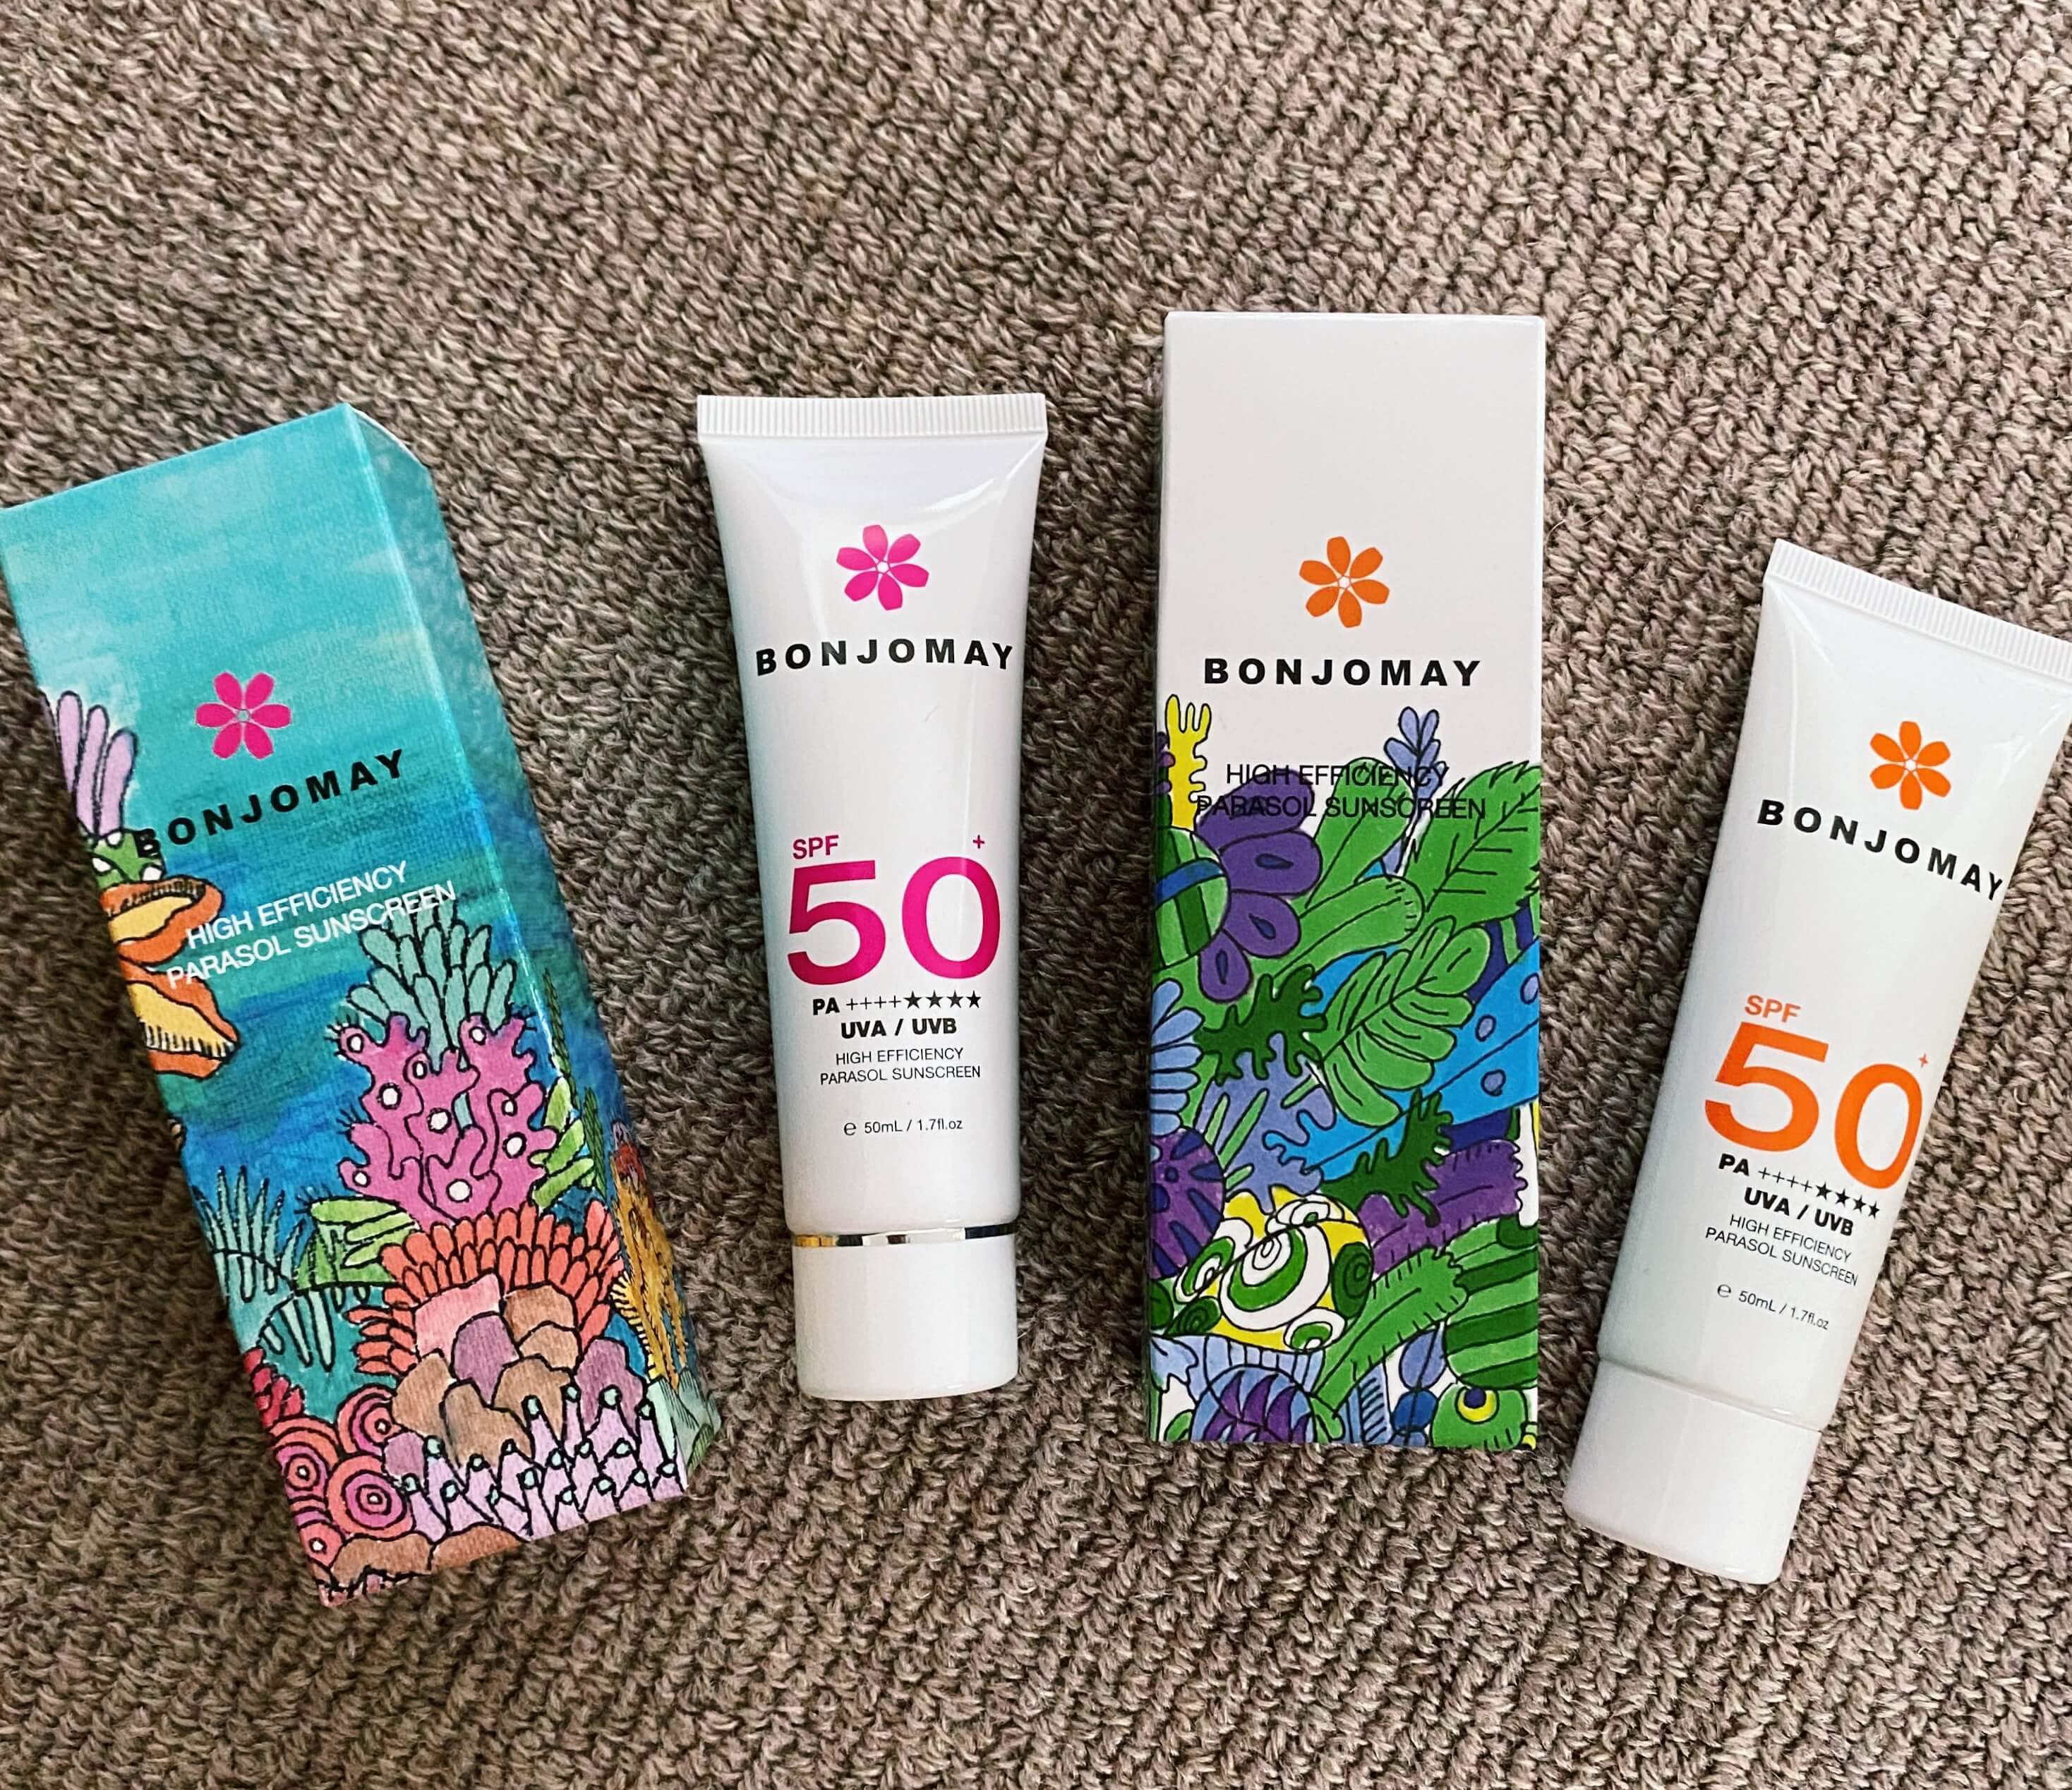 BONJOMAY
HIGH EFFICIENCY
PARASOL SUNSCREEN
BONJOMAY
SPF
50+
PA ++++★★★★
UVA / UVB
HIGH EFFICIENCY
PARASOL SUNSCREEN
℮ 50mL / 1.7fl.oz
BONJOMAY
HIGH EFFICIENCY
PARASOL SUNSCREEN
BONJOMAY
SPF
50+
PA ++++★★★★
UVA / UVB
HIGH EFFICIENCY
PARASOL SUNSCREEN
℮ 50mL / 1.7fl.oz